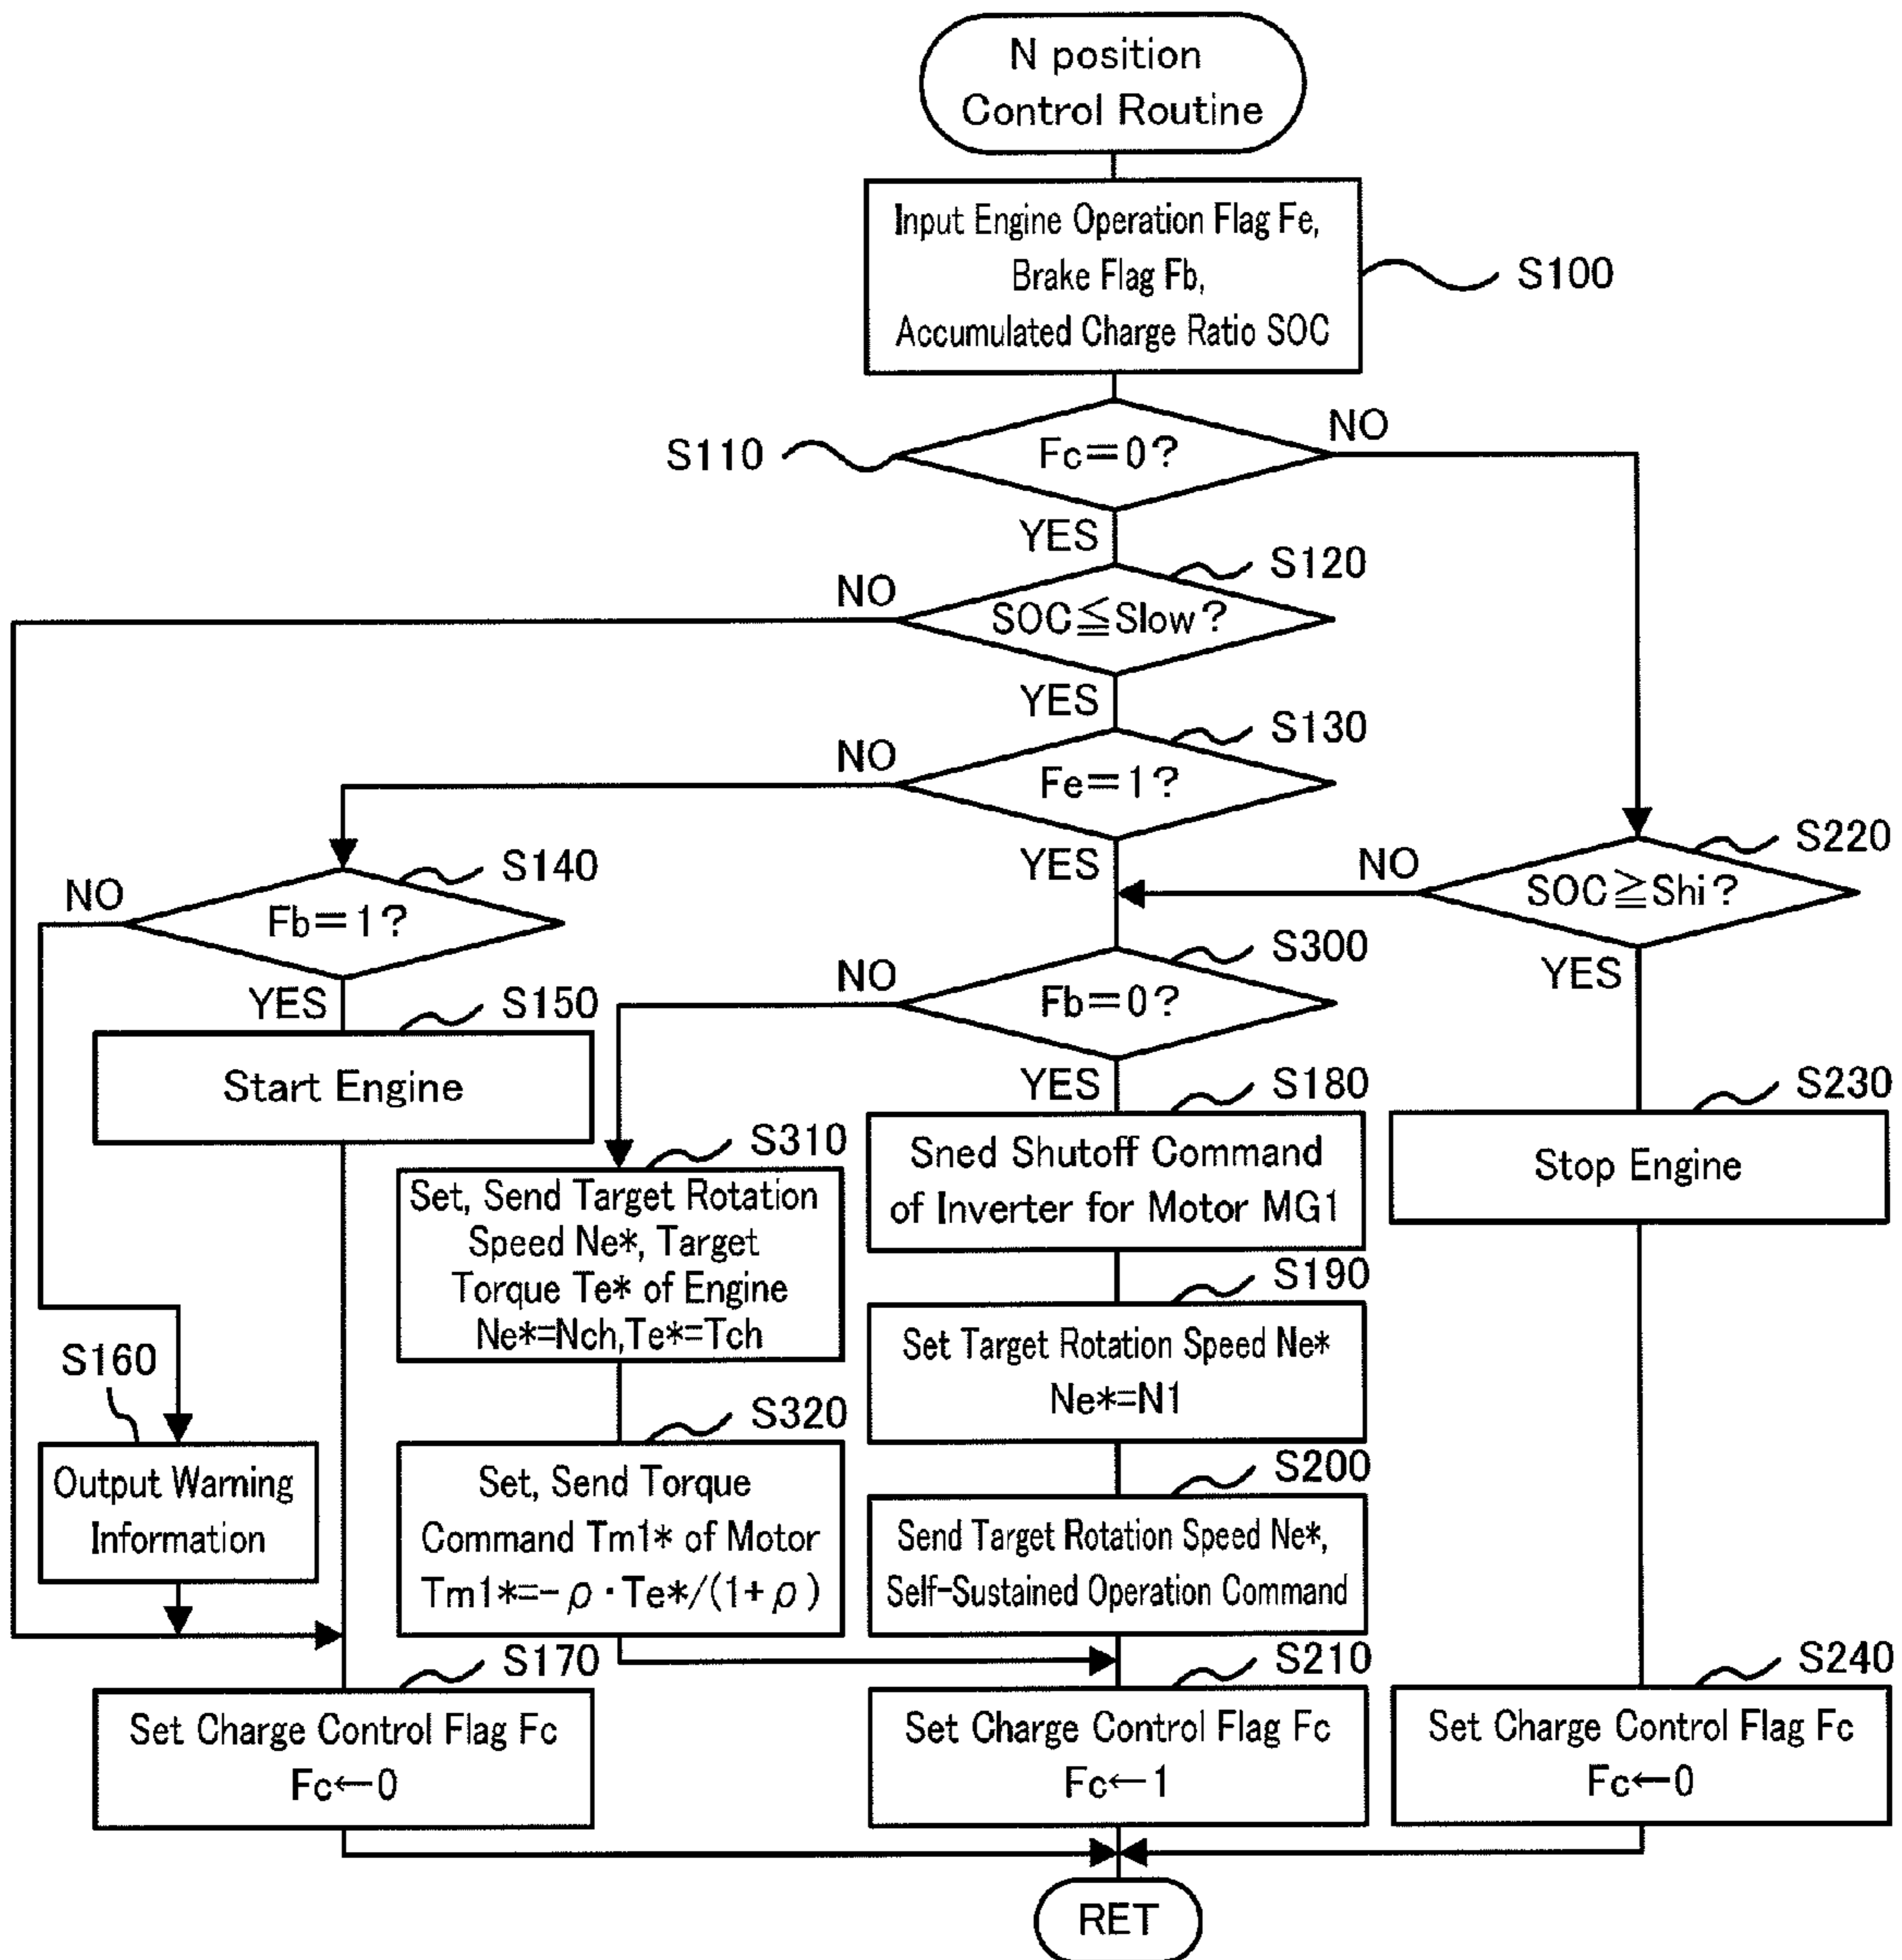 N position
Control Routine
Input Engine Operation Flag Fe,
Brake Flag Fb,
Accumulated Charge Ratio SOC
S100
Fc=0?
S110
NO
YES
S120
SOC≦Slow?
NO
YES
S130
Fe=1?
NO
YES
S140
Fb=1?
NO
YES
S220
SOC≧Shi?
NO
YES
S300
Fb=0?
NO
YES
S150
Start Engine
S180
Sned Shutoff Command
of Inverter for Motor MG1
S230
Stop Engine
S310
Set, Send Target Rotation
Speed Ne*, Target
Torque Te* of Engine
Ne*=Nch,Te*=Tch
S190
Set Target Rotation Speed Ne*
Ne*=N1
S160
Output Warning
Information
S320
Set, Send Torque
Command Tm1* of Motor
Tm1*=-ρ·Te*/(1+ρ)
S200
Send Target Rotation Speed Ne*,
Self-Sustained Operation Command
S170
Set Charge Control Flag Fc
Fc←0
S210
Set Charge Control Flag Fc
Fc←1
S240
Set Charge Control Flag Fc
Fc←0
RET